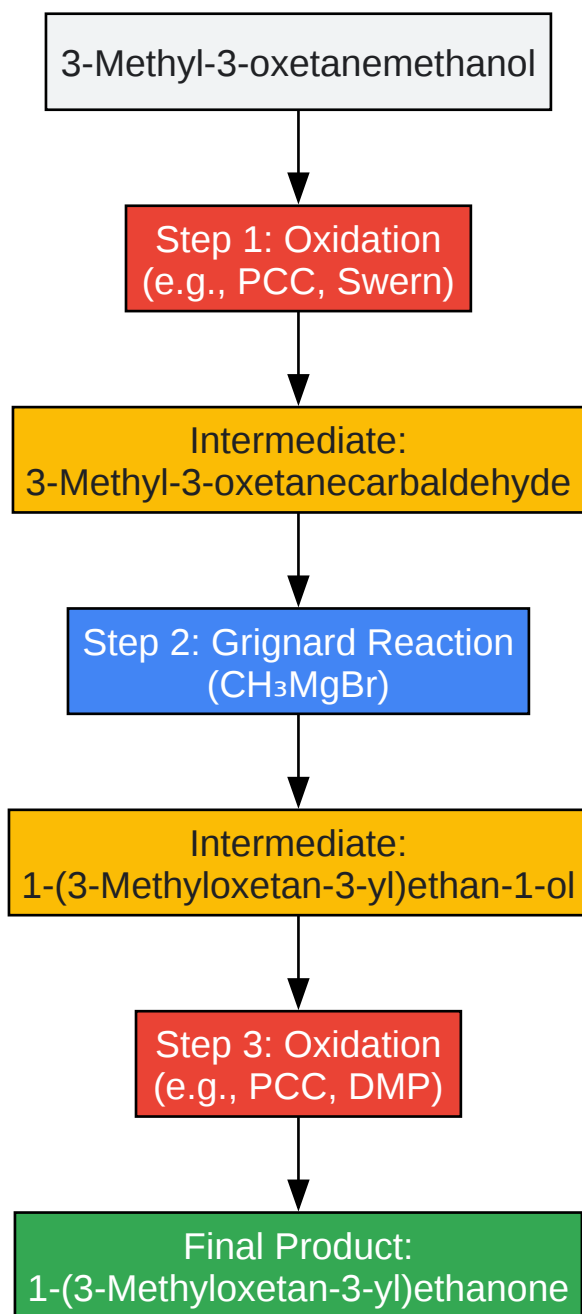 3-Methyl-3-oxetanemethanol
Step 1: Oxidation
(e.g., PCC, Swern)
Intermediate:
3-Methyl-3-oxetanecarbaldehyde
Step 2: Grignard Reaction
(CH₃MgBr)
Intermediate:
1-(3-Methyloxetan-3-yl)ethan-1-ol
Step 3: Oxidation
(e.g., PCC, DMP)
Final Product:
1-(3-Methyloxetan-3-yl)ethanone